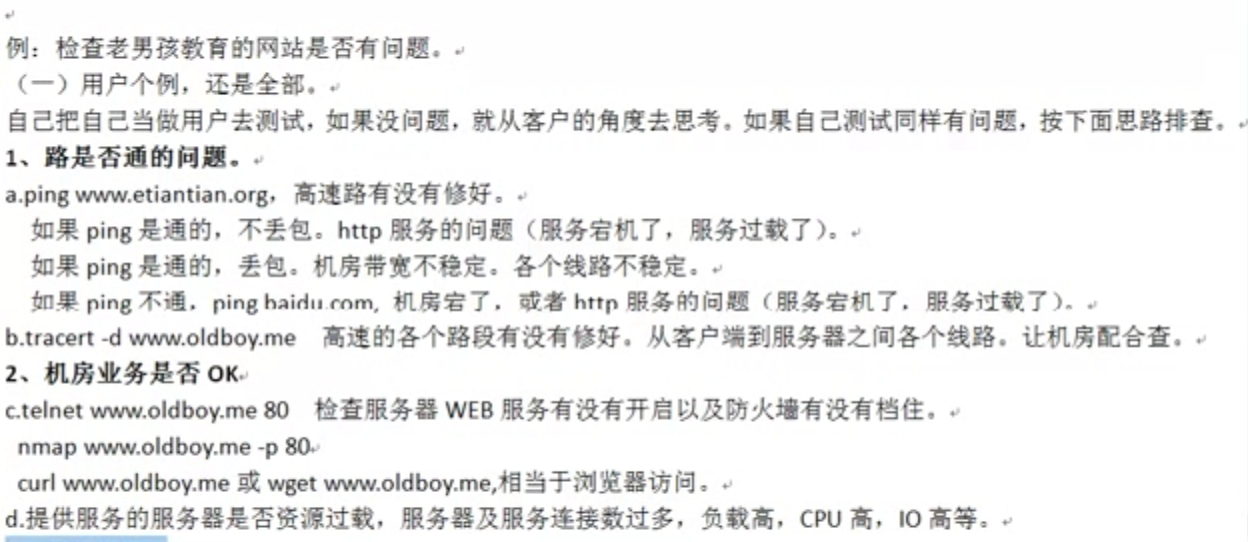 例：检查老男孩教育的网站是否有问题。
（一）用户个例，还是全部。
自己把自己当做用户去测试，如果没问题，就从客户的角度去思考。如果自己测试同样有问题，按下面思路排查。
1、路是否通的问题。
a.ping www.etiantian.org，高速路有没有修好。
如果 ping 是通的，不丢包。http 服务的问题（服务宕机了，服务过载了）。
如果 ping 是通的，丢包。机房带宽不稳定。各个线路不稳定。
如果 ping 不通，ping baidu.com, 机房宕了，或者 http 服务的问题（服务宕机了，服务过载了）。
b.tracert -d www.oldboy.me 高速的各个路段有没有修好。从客户端到服务器之间各个线路。让机房配合查。
2、机房业务是否 OK
c.telnet www.oldboy.me 80 检查服务器 WEB 服务有没有开启以及防火墙有没有档住。
nmap www.oldboy.me -p 80
curl www.oldboy.me 或 wget www.oldboy.me,相当于浏览器访问。
d.提供服务的服务器是否资源过载，服务器及服务连接数过多，负载高，CPU 高，IO 高等。